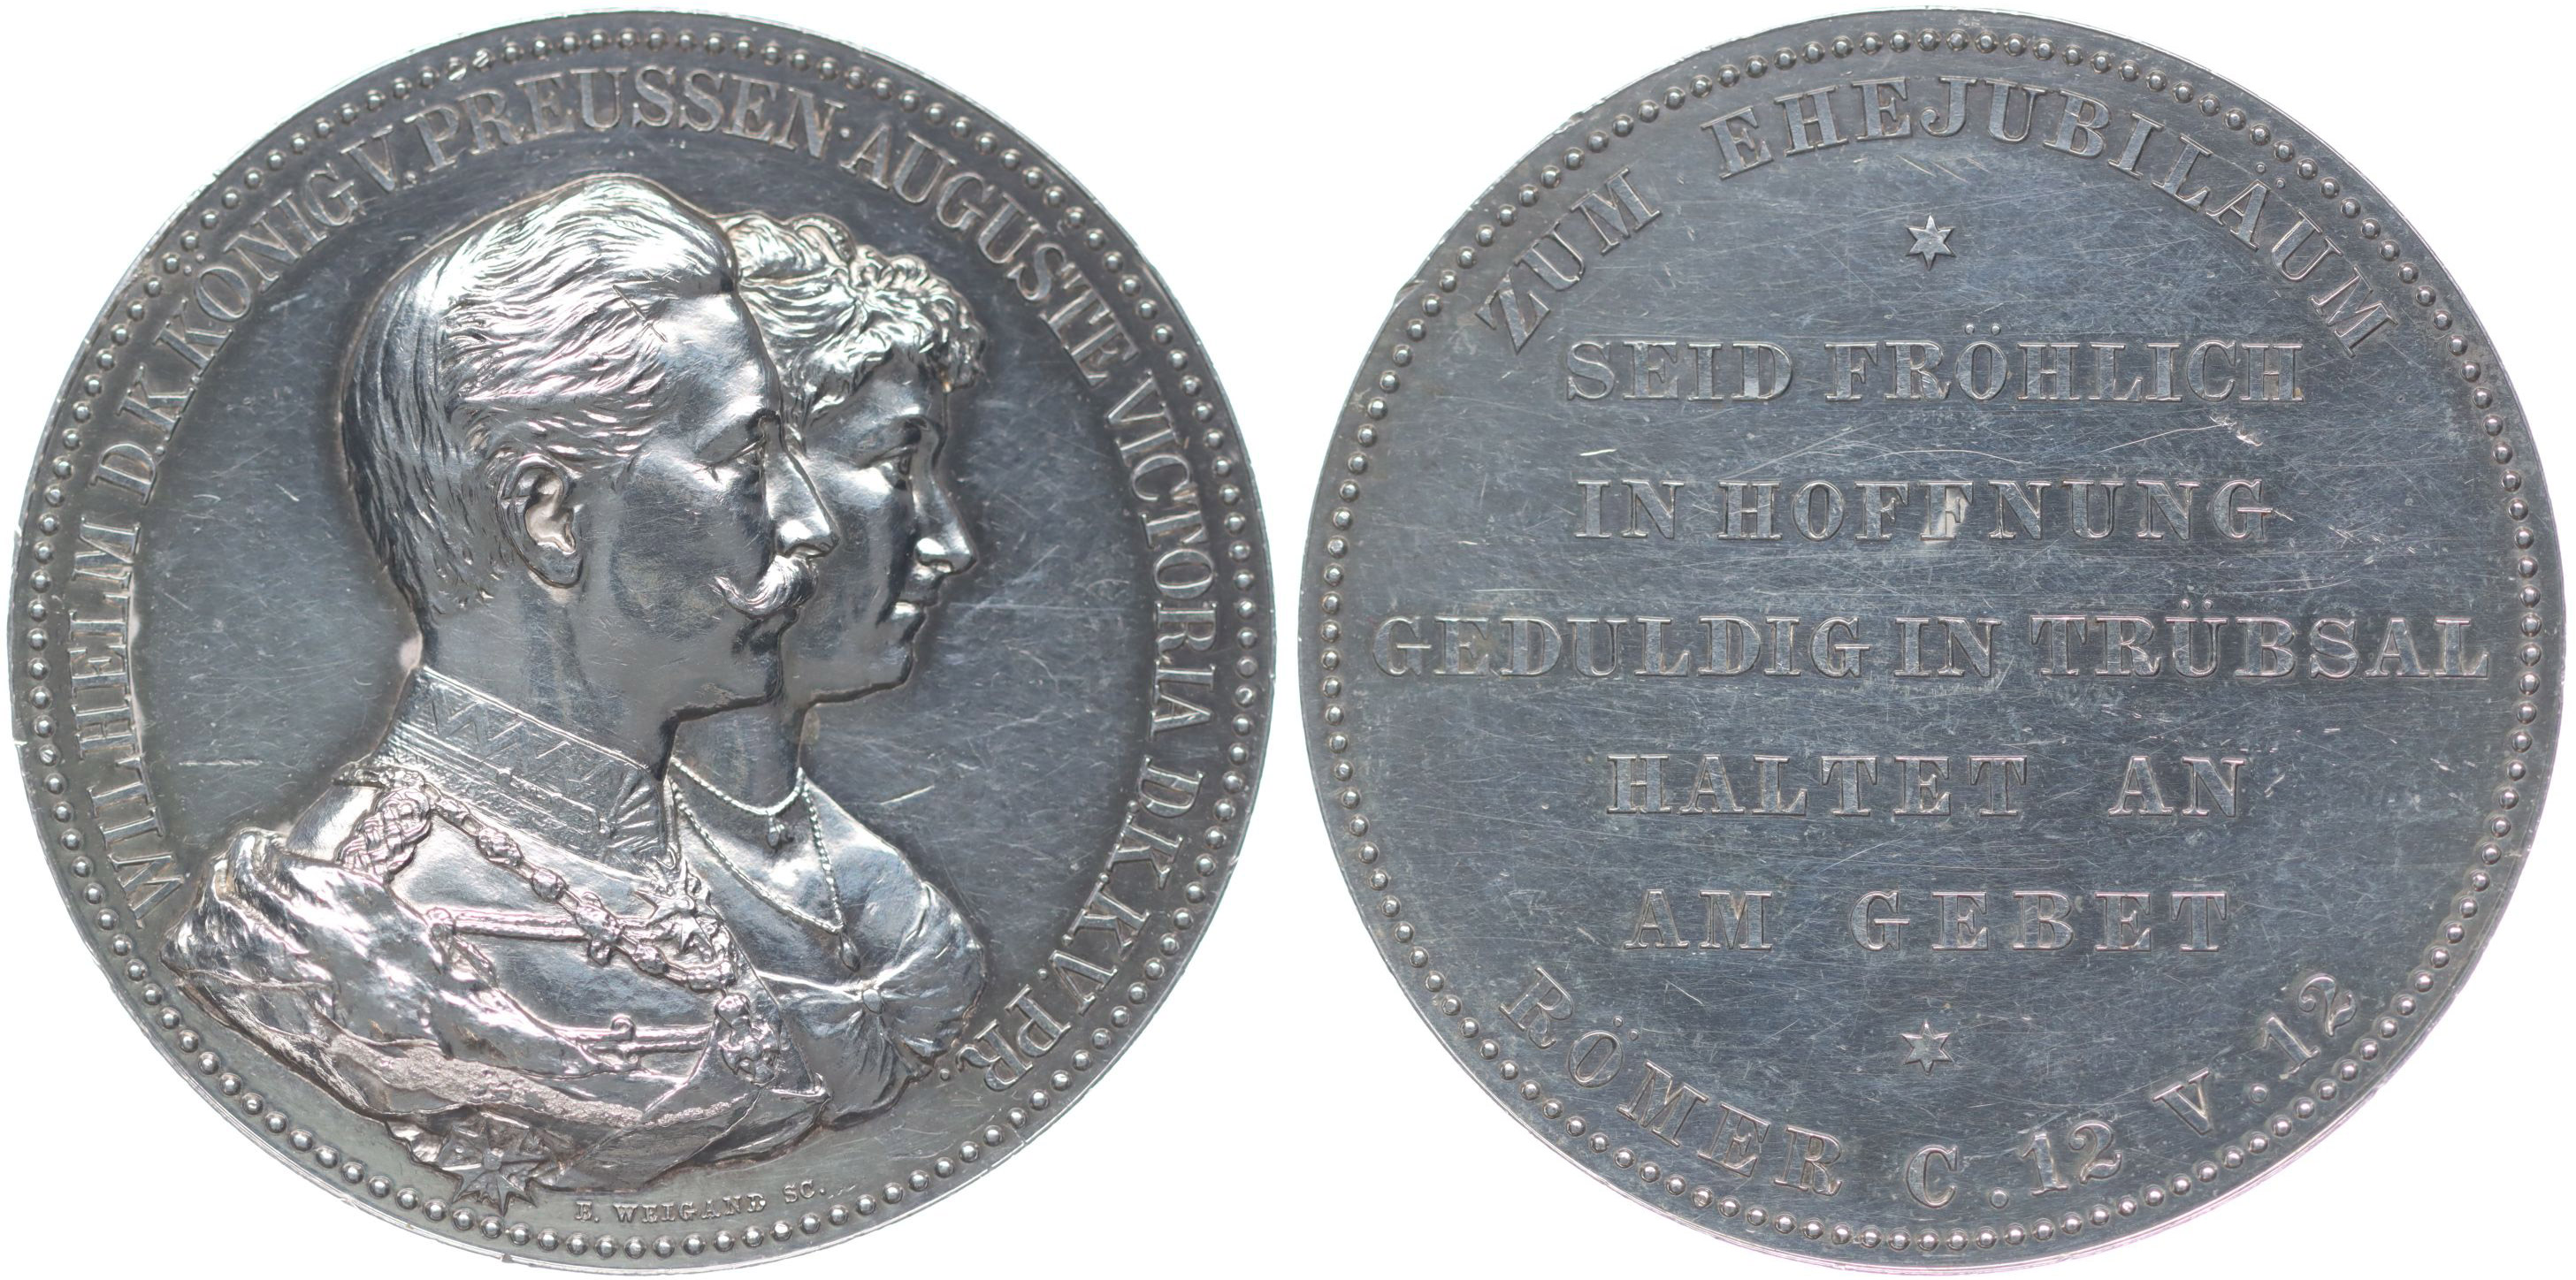 WILHELM D.K.KÖNIG V.PREUSSEN·AUGUSTE VICTORIA D.K.K.V.PR.
E. WEIGAND SC.
ZUM EHEJUBILÄUM
SEID FRÖHLICH
IN HOFFNUNG
GEDULDIG IN TRÜBSAL
HALTET AN
AM GEBET
RÖMER C.12 V.12